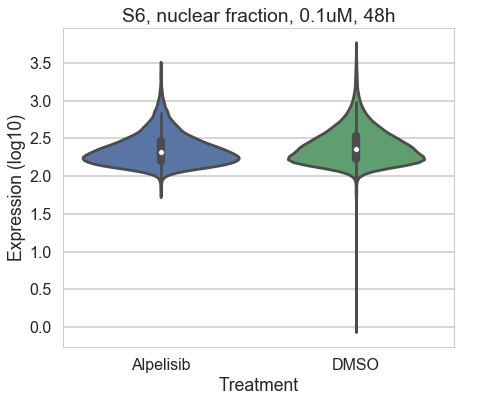 S6, nuclear fraction, 0.1uM, 48h
Expression (log10)
3.5
3.0
2.5
2.0
1.5
1.0
0.5
0.0
Alpelisib DMSO
Treatment